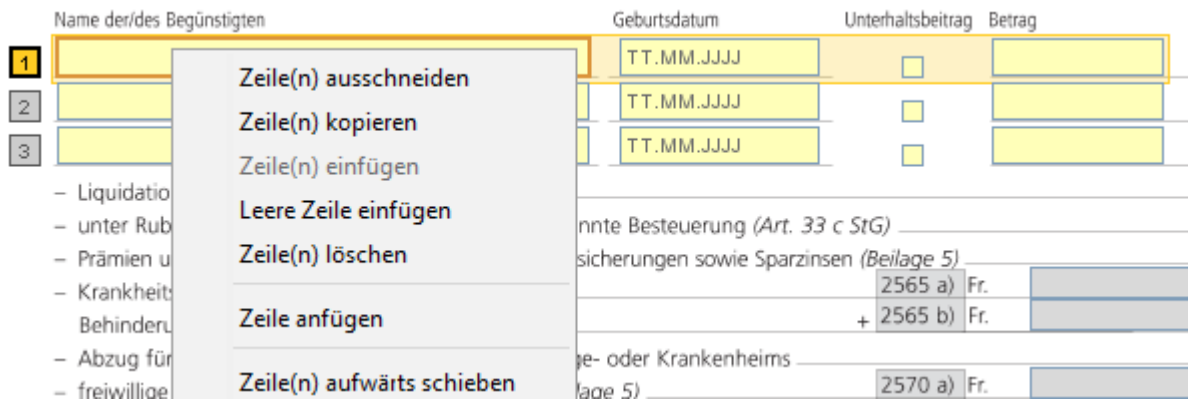 Name der/des Begünstigten Geburtsdatum Unterhaltsbeitrag Betrag
1 TT.MM.JJJJ
2 TT.MM.JJJJ
3 TT.MM.JJJJ
Zeile(n) ausschneiden
Zeile(n) kopieren
Zeile(n) einfügen
Leere Zeile einfügen
Zeile(n) löschen
Zeile anfügen
Zeile(n) aufwärts schieben
– Liquidatio
– unter Rub nnte Besteuerung (Art. 33 c StG)
– Prämien u sicherungen sowie Sparzinsen (Beilage 5)
– Krankheits 2565 a) Fr.
Behinderu + 2565 b) Fr.
– Abzug für ge- oder Krankenheims
– freiwillige lage 5) 2570 a) Fr.